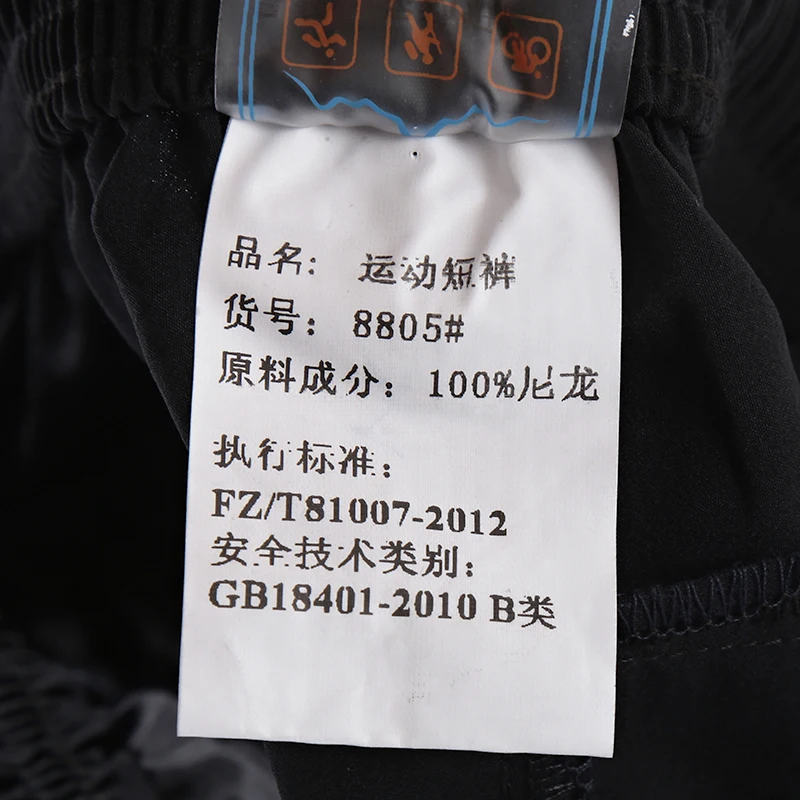 品名: 运动短裤
货号: 8805#
原料成分: 100%尼龙
执行标准:
FZ/T81007-2012
安全技术类别:
GB18401-2010 B类